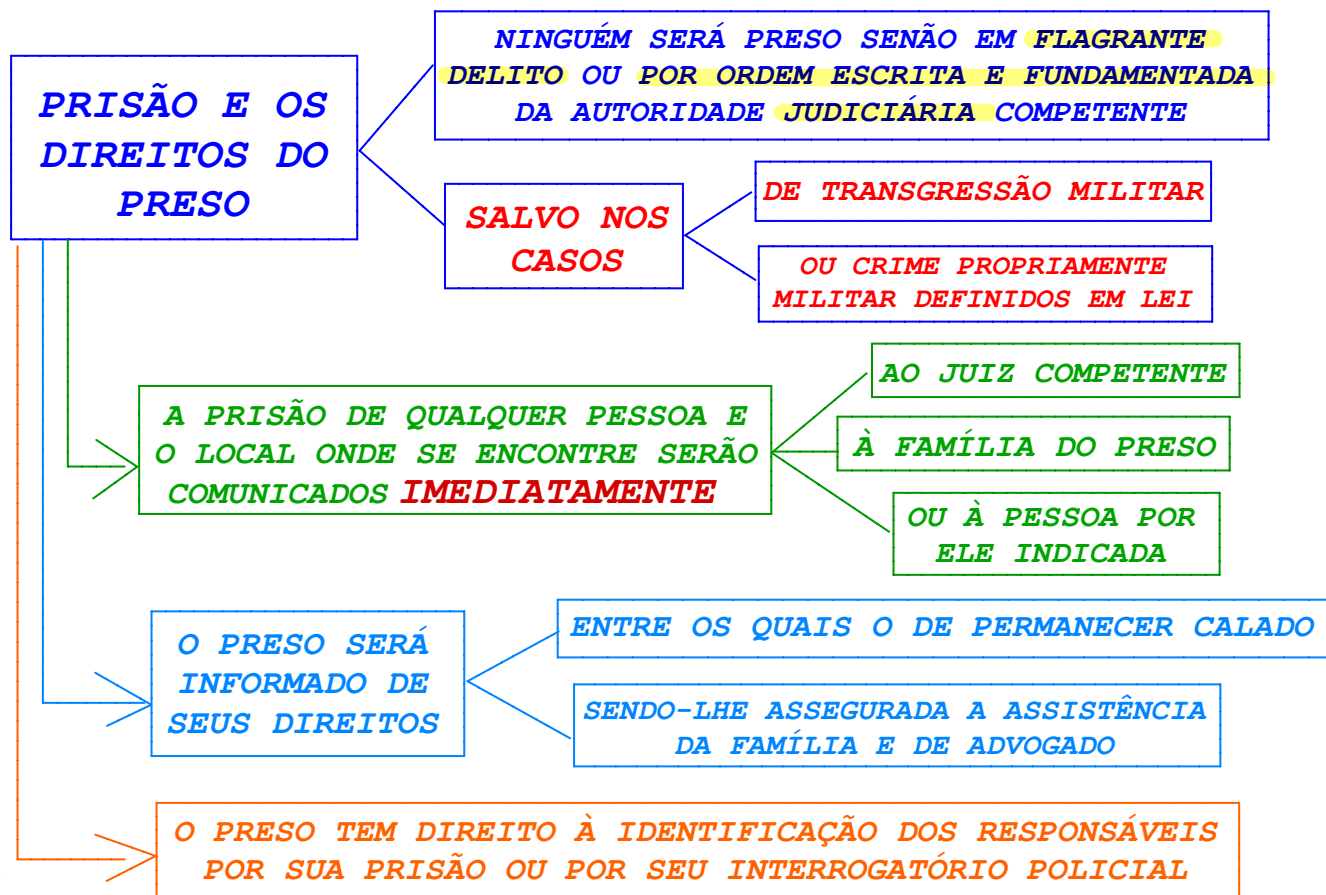 PRISÃO E OS
DIREITOS DO
PRESO
NINGUÉM SERÁ PRESO SENÃO EM FLAGRANTE
DELITO OU POR ORDEM ESCRITA E FUNDAMENTADA
DA AUTORIDADE JUDICIÁRIA COMPETENTE
SALVO NOS
CASOS
DE TRANSGRESSÃO MILITAR
OU CRIME PROPRIAMENTE
MILITAR DEFINIDOS EM LEI
A PRISÃO DE QUALQUER PESSOA E
O LOCAL ONDE SE ENCONTRE SERÃO
COMUNICADOS IMEDIATAMENTE
AO JUIZ COMPETENTE
À FAMÍLIA DO PRESO
OU À PESSOA POR
ELE INDICADA
O PRESO SERÁ
INFORMADO DE
SEUS DIREITOS
ENTRE OS QUAIS O DE PERMANECER CALADO
SENDO-LHE ASSEGURADA A ASSISTÊNCIA
DA FAMÍLIA E DE ADVOGADO
O PRESO TEM DIREITO À IDENTIFICAÇÃO DOS RESPONSÁVEIS
POR SUA PRISÃO OU POR SEU INTERROGATÓRIO POLICIAL